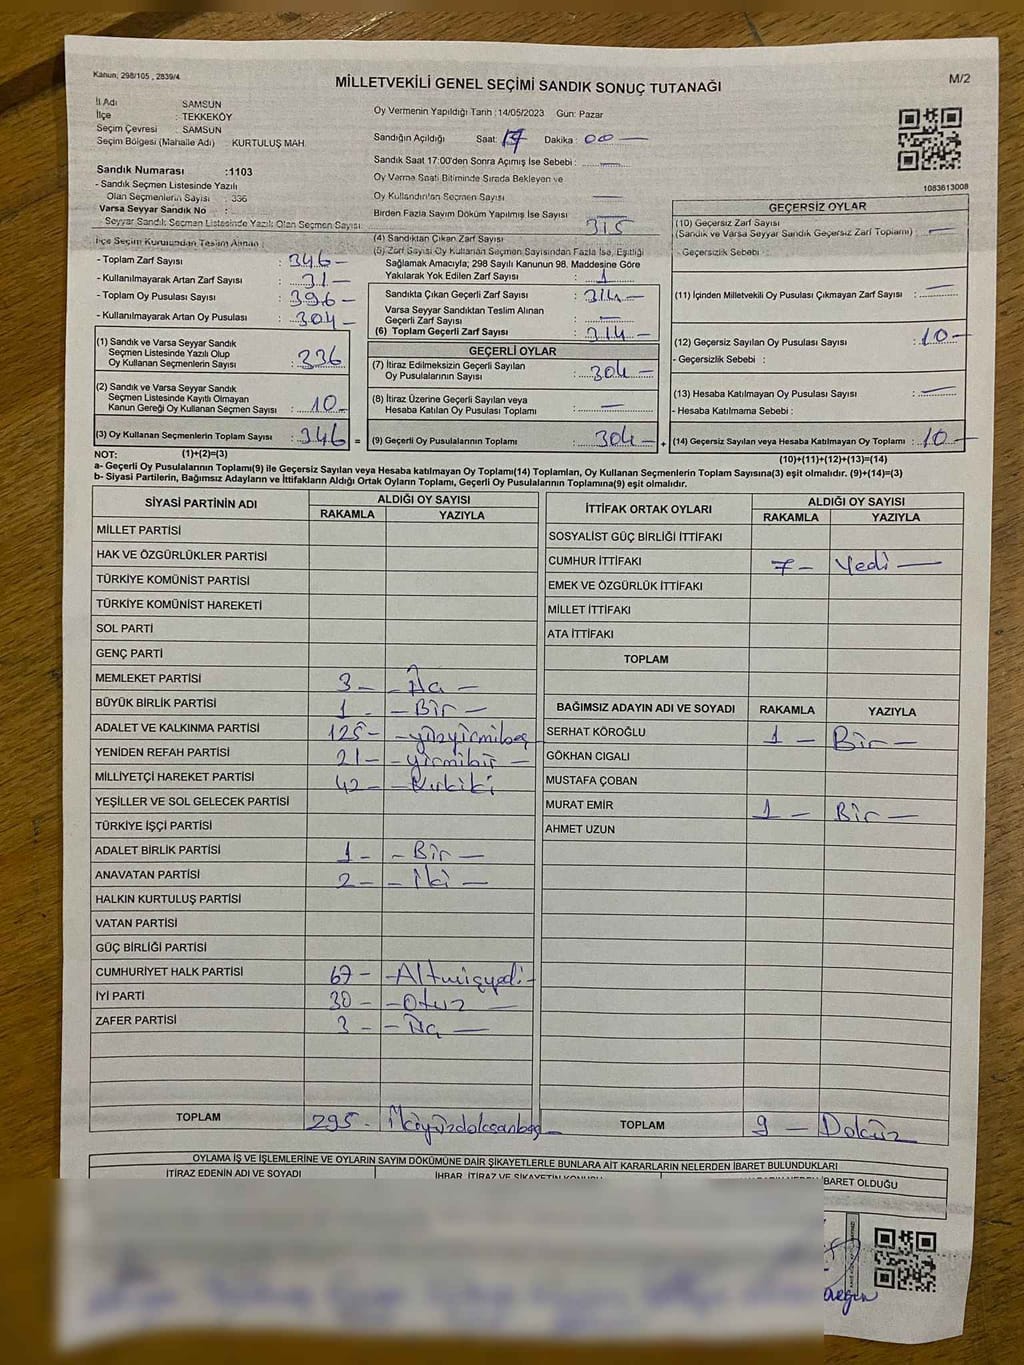 Kanun; 298/105 , 2839/4
MİLLETVEKİLİ GENEL SEÇİMİ SANDIK SONUÇ TUTANAĞI
M/2
İl Adı SAMSUN
İlçe : TEKKEKÖY
Seçim Çevresi : SAMSUN
Seçim Bölgesi (Mahalle Adı) : KURTULUŞ MAH.
Sandık Numarası :1103
- Sandık Seçmen Listesinde Yazılı
Olan Seçmenlerin Sayısı : 336
Varsa Seyyar Sandık No :
- Seyyar Sandık Seçmen Listesinde Yazılı Olan Seçmen Sayısı:
Oy Vermenin Yapıldığı Tarih :14/05/2023 Gün: Pazar
Sandığın Açıldığı Saat: 17 Dakika : 00 —
Sandık Saat 17:00'den Sonra Açımış İse Sebebi : —
Oy Verme Saati Bitiminde Sırada Bekleyen ve
Oy Kullandırılan Seçmen Sayısı —
Birden Fazla Sayım Döküm Yapılmış İse Sayısı —
1083613008
İlçe Seçim Kurulundan Teslim Alınan :
- Toplam Zarf Sayısı : 346 —
- Kullanılmayarak Artan Zarf Sayısı : 31 —
- Toplam Oy Pusulası Sayısı : 396 —
- Kullanılmayarak Artan Oy Pusulası : 304 —
(1) Sandık ve Varsa Seyyar Sandık
Seçmen Listesinde Yazılı Olup
Oy Kullanan Seçmenlerin Sayısı : 336
(2) Sandık ve Varsa Seyyar Sandık
Seçmen Listesinde Kayıtlı Olmayan
Kanun Gereği Oy Kullanan Seçmen Sayısı : 10 —
(3) Oy Kullanan Seçmenlerin Toplam Sayısı : 346 =
(4) Sandıktan Çıkan Zarf Sayısı 315
(5) Zarf Sayısı Oy Kullanan Seçmen Sayısından Fazla İse, Eşitliği
Sağlamak Amacıyla; 298 Sayılı Kanunun 98. Maddesine Göre
Yakılarak Yok Edilen Zarf Sayısı : 1
Sandıkta Çıkan Geçerli Zarf Sayısı : 314 —
Varsa Seyyar Sandıktan Teslim Alınan
Geçerli Zarf Sayısı : —
(6) Toplam Geçerli Zarf Sayısı : 314 —
GEÇERLİ OYLAR
(7) İtiraz Edilmeksizin Geçerli Sayılan
Oy Pusulalarının Sayısı : 304 —
(8) İtiraz Üzerine Geçerli Sayılan veya
Hesaba Katılan Oy Pusulası Toplamı : —
(9) Geçerli Oy Pusulalarının Toplamı : 304 — +
GEÇERSİZ OYLAR
(10) Geçersiz Zarf Sayısı
(Sandık ve Varsa Seyyar Sandık Geçersiz Zarf Toplamı) : —
- Geçersizlik Sebebi :
(11) İçinden Milletvekili Oy Pusulası Çıkmayan Zarf Sayısı : —
(12) Geçersiz Sayılan Oy Pusulası Sayısı : 10 —
- Geçersizlik Sebebi :
(13) Hesaba Katılmayan Oy Pusulası Sayısı : —
- Hesaba Katılmama Sebebi :
(14) Geçersiz Sayılan veya Hesaba Katılmayan Oy Toplamı : 10 —
NOT: (1)+(2)=(3) (10)+(11)+(12)+(13)=(14)
a- Geçerli Oy Pusulalarının Toplamı(9) ile Geçersiz Sayılan veya Hesaba katılmayan Oy Toplamı(14) Toplamları, Oy Kullanan Seçmenlerin Toplam Sayısına(3) eşit olmalıdır. (9)+(14)=(3)
b- Siyasi Partilerin, Bağımsız Adayların ve İttifakların Aldığı Ortak Oyların Toplamı, Geçerli Oy Pusulalarının Toplamına(9) eşit olmalıdır.
SİYASİ PARTİNİN ADI ALDIĞI OY SAYISI
RAKAMLA YAZIYLA
MİLLET PARTİSİ
HAK VE ÖZGÜRLÜKLER PARTİSİ
TÜRKİYE KOMÜNİST PARTİSİ
TÜRKİYE KOMÜNİST HAREKETİ
SOL PARTİ
GENÇ PARTİ
MEMLEKET PARTİSİ 3 — — Üç —
BÜYÜK BİRLİK PARTİSİ 1 - — Bir —
ADALET VE KALKINMA PARTİSİ 125 — — yüzyirmibeş
YENİDEN REFAH PARTİSİ 21 — — yirmibir —
MİLLİYETÇİ HAREKET PARTİSİ 42 — — Kırkiki
YEŞİLLER VE SOL GELECEK PARTİSİ
TÜRKİYE İŞÇİ PARTİSİ
ADALET BİRLİK PARTİSİ 1 - — Bir —
ANAVATAN PARTİSİ 2 — — İki —
HALKIN KURTULUŞ PARTİSİ
VATAN PARTİSİ
GÜÇ BİRLİĞİ PARTİSİ
CUMHURİYET HALK PARTİSİ 67 — — Altmışyedi —
İYİ PARTİ 30 — — Otuz —
ZAFER PARTİSİ 3 — — Üç —
TOPLAM 295 - İkiyüzdoksanbeş —
İTTİFAK ORTAK OYLARI ALDIĞI OY SAYISI
RAKAMLA YAZIYLA
SOSYALİST GÜÇ BİRLİĞİ İTTİFAKI
CUMHUR İTTİFAKI 7 — Yedi —
EMEK VE ÖZGÜRLÜK İTTİFAKI
MİLLET İTTİFAKI
ATA İTTİFAKI
TOPLAM
BAĞIMSIZ ADAYIN ADI VE SOYADI RAKAMLA YAZIYLA
SERHAT KÖROĞLU 1 — Bir —
GÖKHAN CIGALI
MUSTAFA ÇOBAN
MURAT EMİR 1 — Bir —
AHMET UZUN
TOPLAM 9 — Dokuz
OYLAMA İŞ VE İŞLEMLERİNE VE OYLARIN SAYIM DÖKÜMÜNE DAİR ŞİKAYETLERLE BUNLARA AİT KARARLARIN NELERDEN İBARET BULUNDUKLARI
İTİRAZ EDENİN ADI VE SOYADI İHBAR, İTİRAZ VE ŞİKAYETİN KONUSU İBARET OLDUĞU